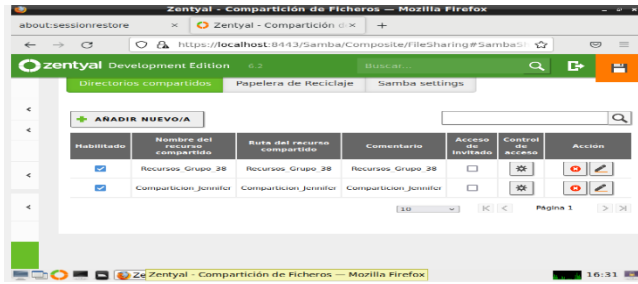 Zentyal - Compartición de Ficheros — Mozilla Firefox
about:sessionrestore
Zentyal - Compartición de
https://localhost:8443/Samba/Composite/FileSharing#SambaSh
zentyal Development Edition 6.2
Buscar...
Directorios compartidos Papelera de Reciclaje Samba settings
AÑADIR NUEVO/A
Habilitado Nombre del recurso compartido Ruta del recurso compartido Comentario Acceso de invitado Control de acceso Acción
Recursos_Grupo_38 Recursos_Grupo_38 Recursos_Grupo_38
Comparticion_Jennifer Comparticion_Jennifer Comparticion_Jennifer
10 Página 1
Ze Zentyal - Compartición de Ficheros — Mozilla Firefox 16:31